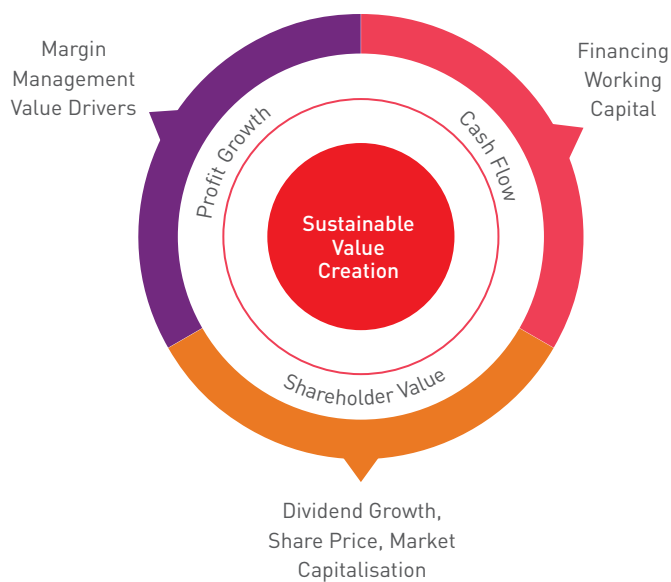 Margin
Management
Value Drivers
Financing
Working
Capital
Profit Growth
Cash Flow
Sustainable
Value
Creation
Shareholder Value
Dividend Growth,
Share Price, Market
Capitalisation